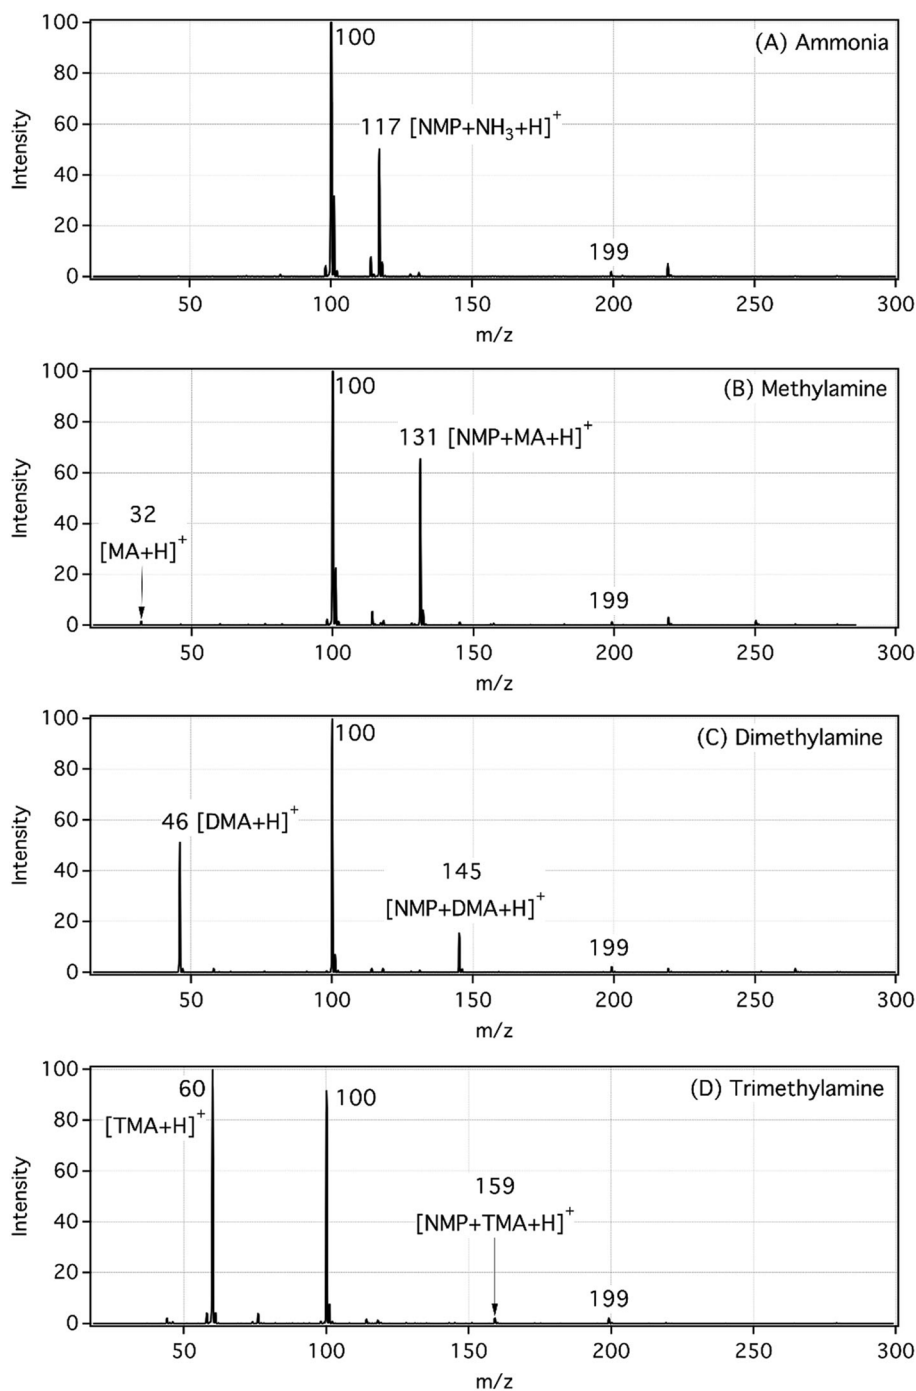 (A) Ammonia
Intensity
100
80
60
40
20
0
100
117 [NMP+NH₃+H]⁺
199
50 100 150 200 250 300
m/z
(B) Methylamine
Intensity
100
80
60
40
20
0
100
131 [NMP+MA+H]⁺
32
[MA+H]⁺
199
50 100 150 200 250 300
m/z
(C) Dimethylamine
Intensity
100
80
60
40
20
0
100
46 [DMA+H]⁺
145
[NMP+DMA+H]⁺
199
50 100 150 200 250 300
m/z
(D) Trimethylamine
Intensity
100
80
60
40
20
0
60
[TMA+H]⁺
100
159
[NMP+TMA+H]⁺
199
50 100 150 200 250 300
m/z